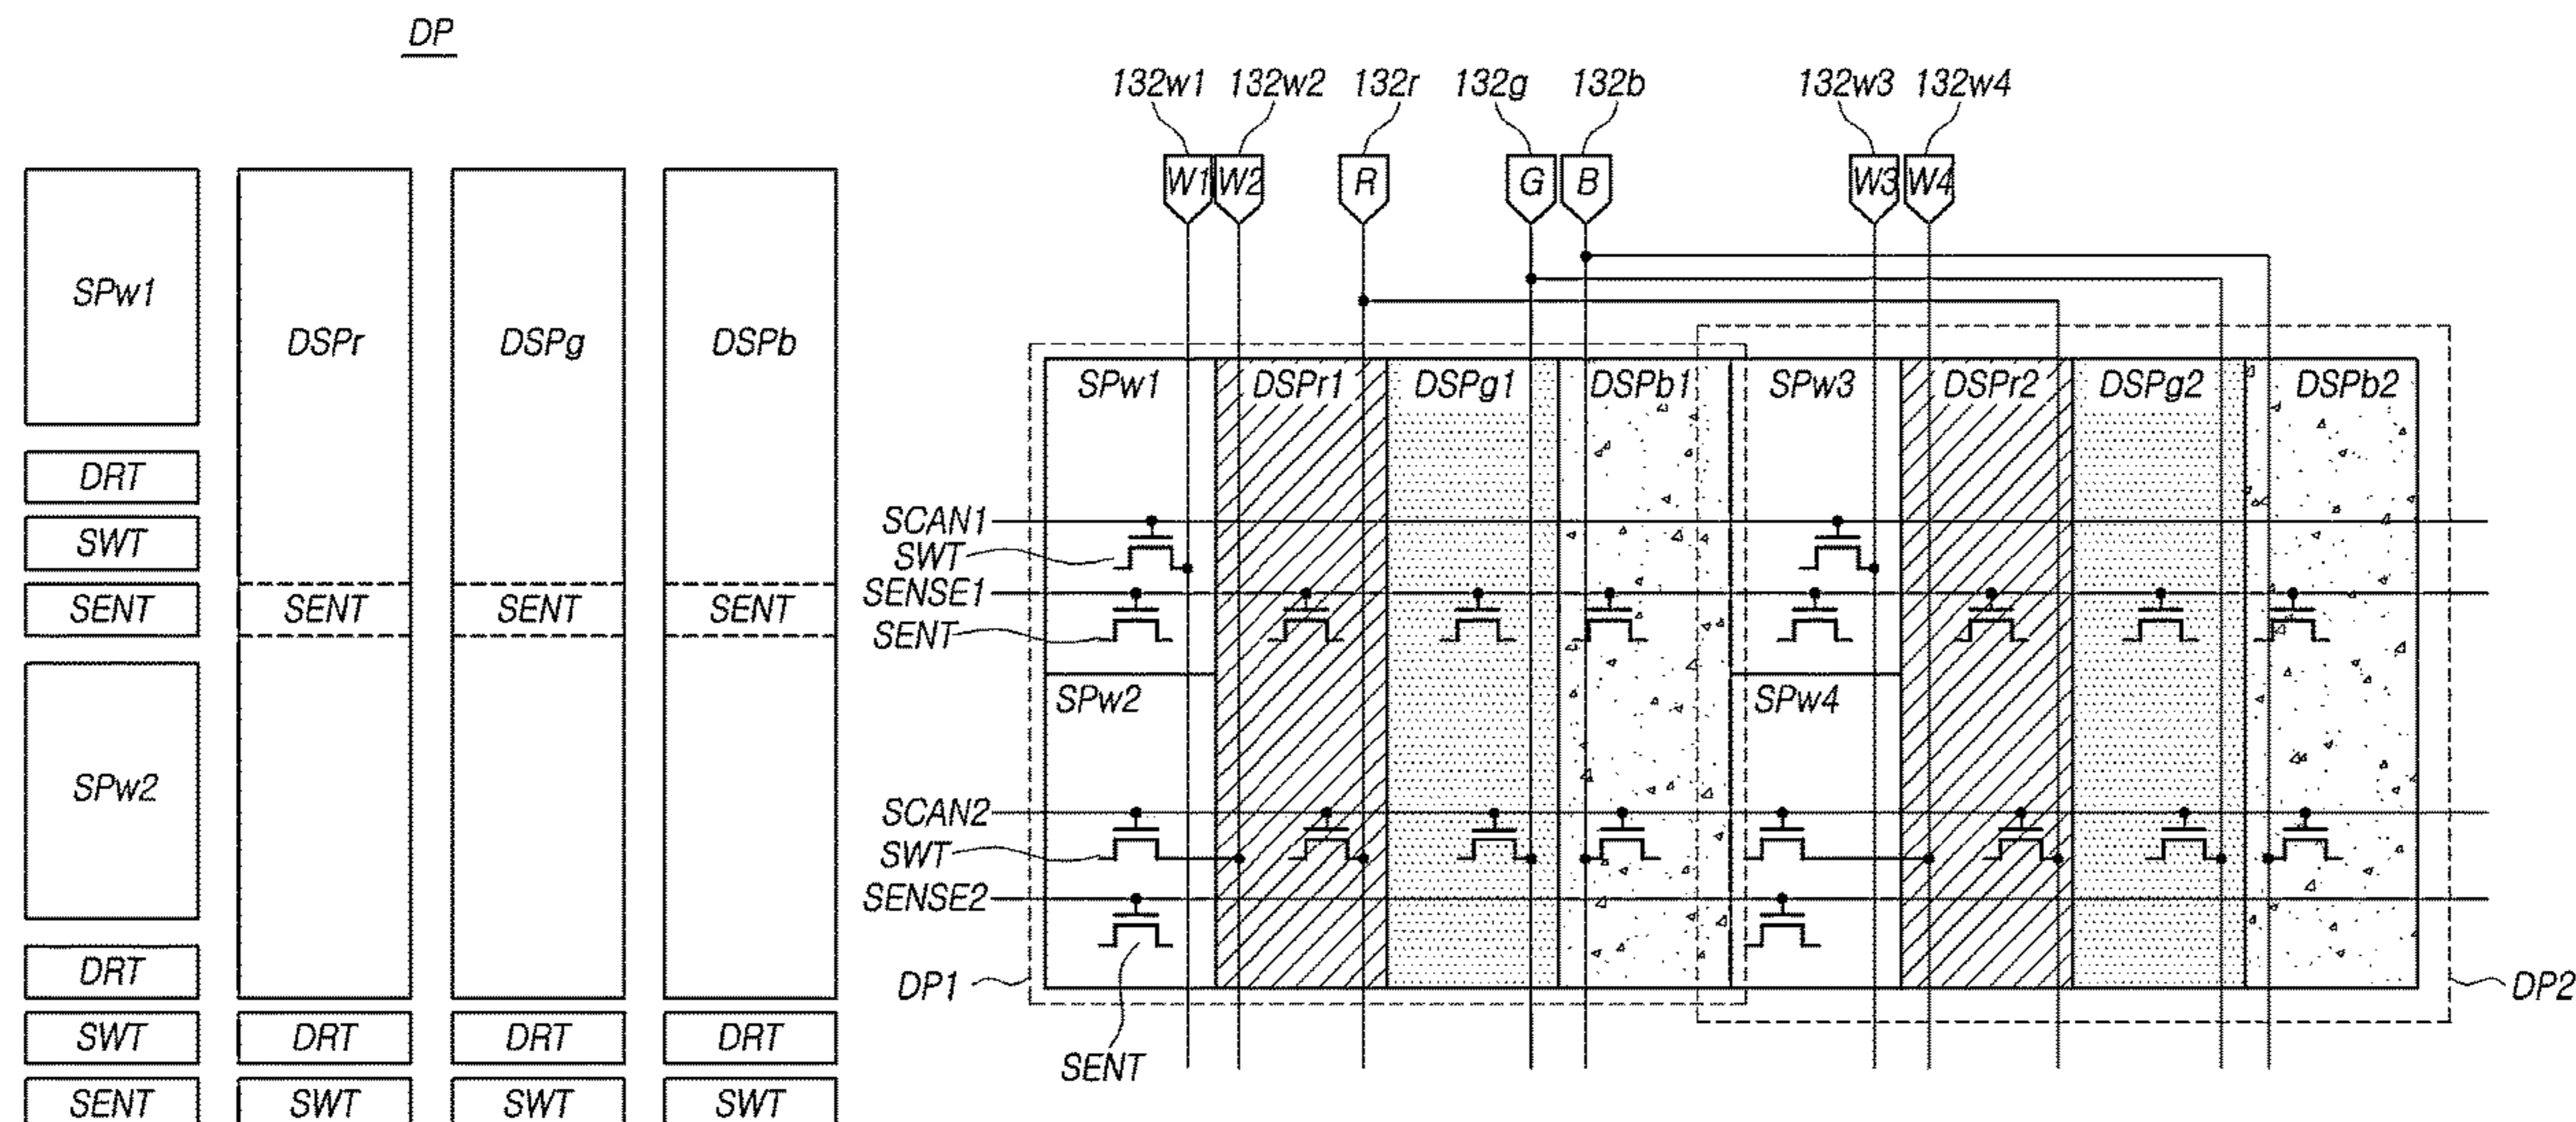 DP
SPw1
DSPr
DSPg
DSPb
DRT
SWT
SENT SENT SENT SENT
SPw2
DRT
SWT DRT DRT DRT
SENT SWT SWT SWT
132w1 132w2 132r 132g 132b 132w3 132w4
W1 W2 R G B W3 W4
SPw1 DSPr1 DSPg1 DSPb1 SPw3 DSPr2 DSPg2 DSPb2
SCAN1
SWT
SENSE1
SENT
SPw2 SPw4
SCAN2
SWT
SENSE2
DP1 DP2
SENT